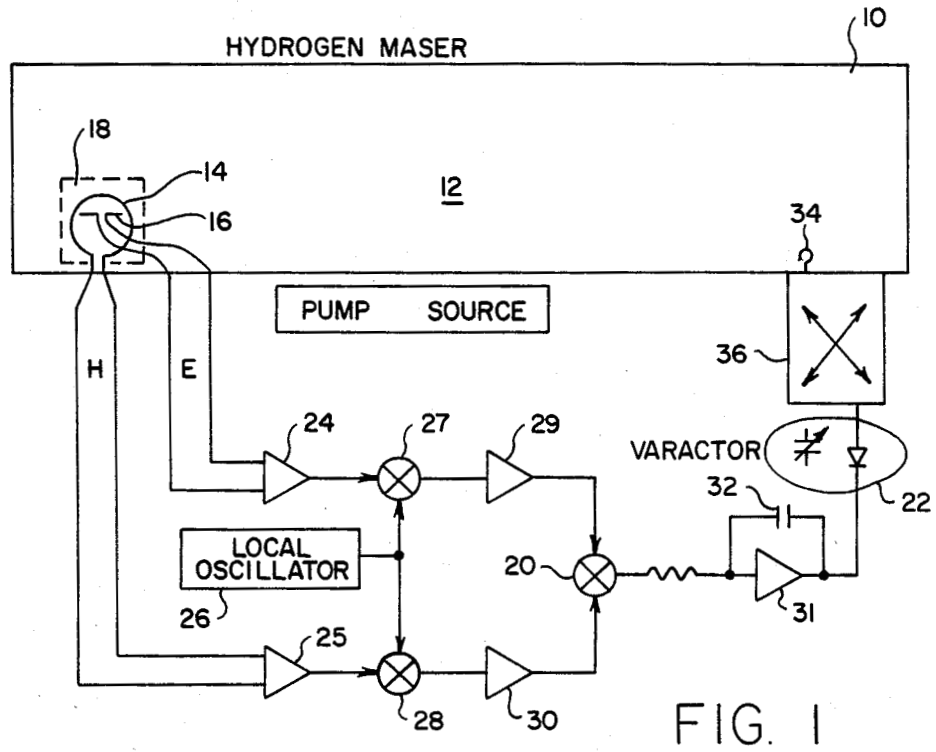 10
HYDROGEN MASER
18
14
12
16
34
PUMP SOURCE
36
H
E
24
27
29
VARACTOR
32
22
LOCAL
OSCILLATOR
20
26
31
25
28
30
FIG. 1